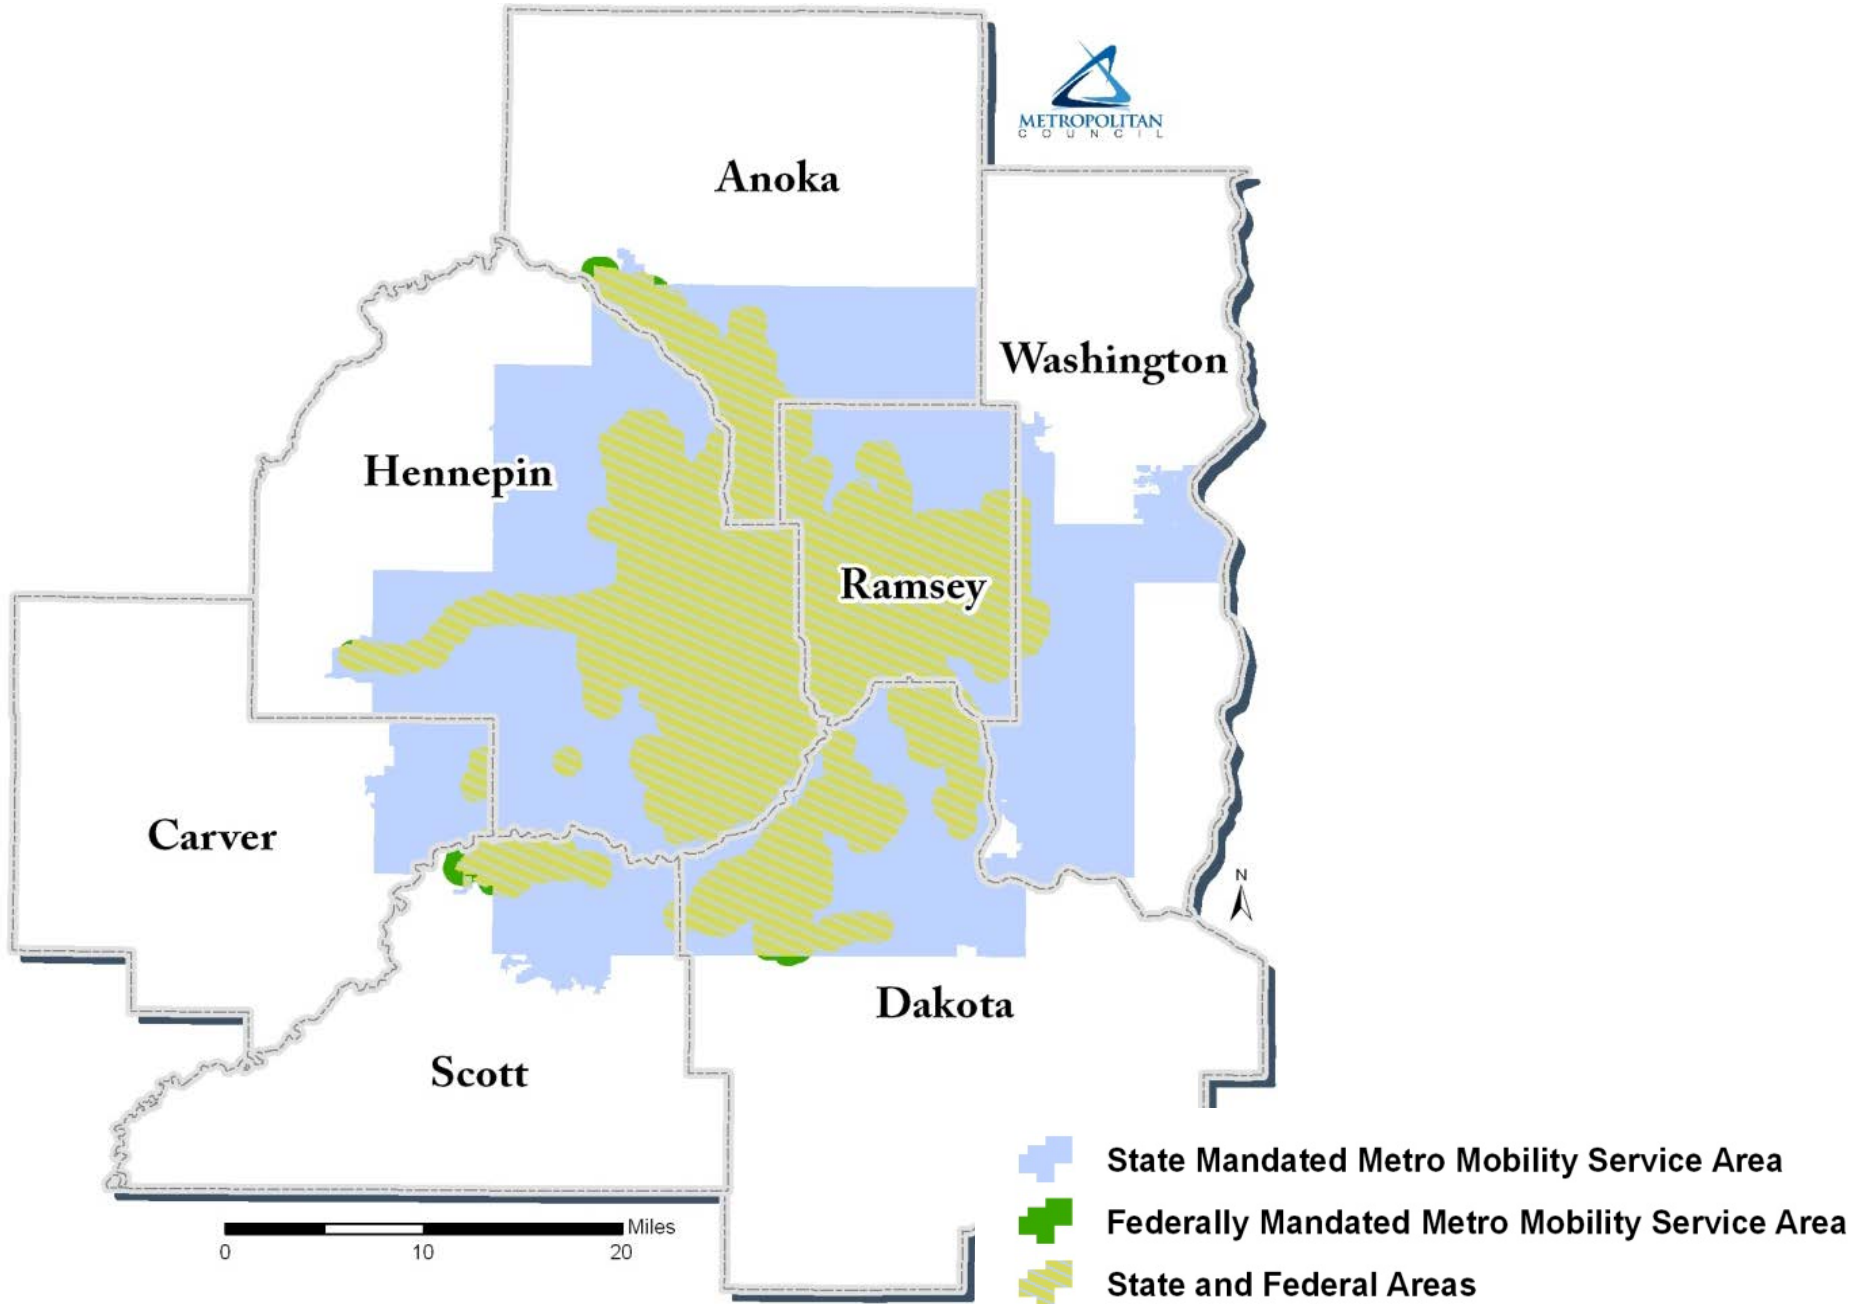 METROPOLITAN
COUNCIL
Anoka
Washington
Hennepin
Ramsey
Carver
N
Dakota
Scott
State Mandated Metro Mobility Service Area
Federally Mandated Metro Mobility Service Area
State and Federal Areas
Miles
0 10 20